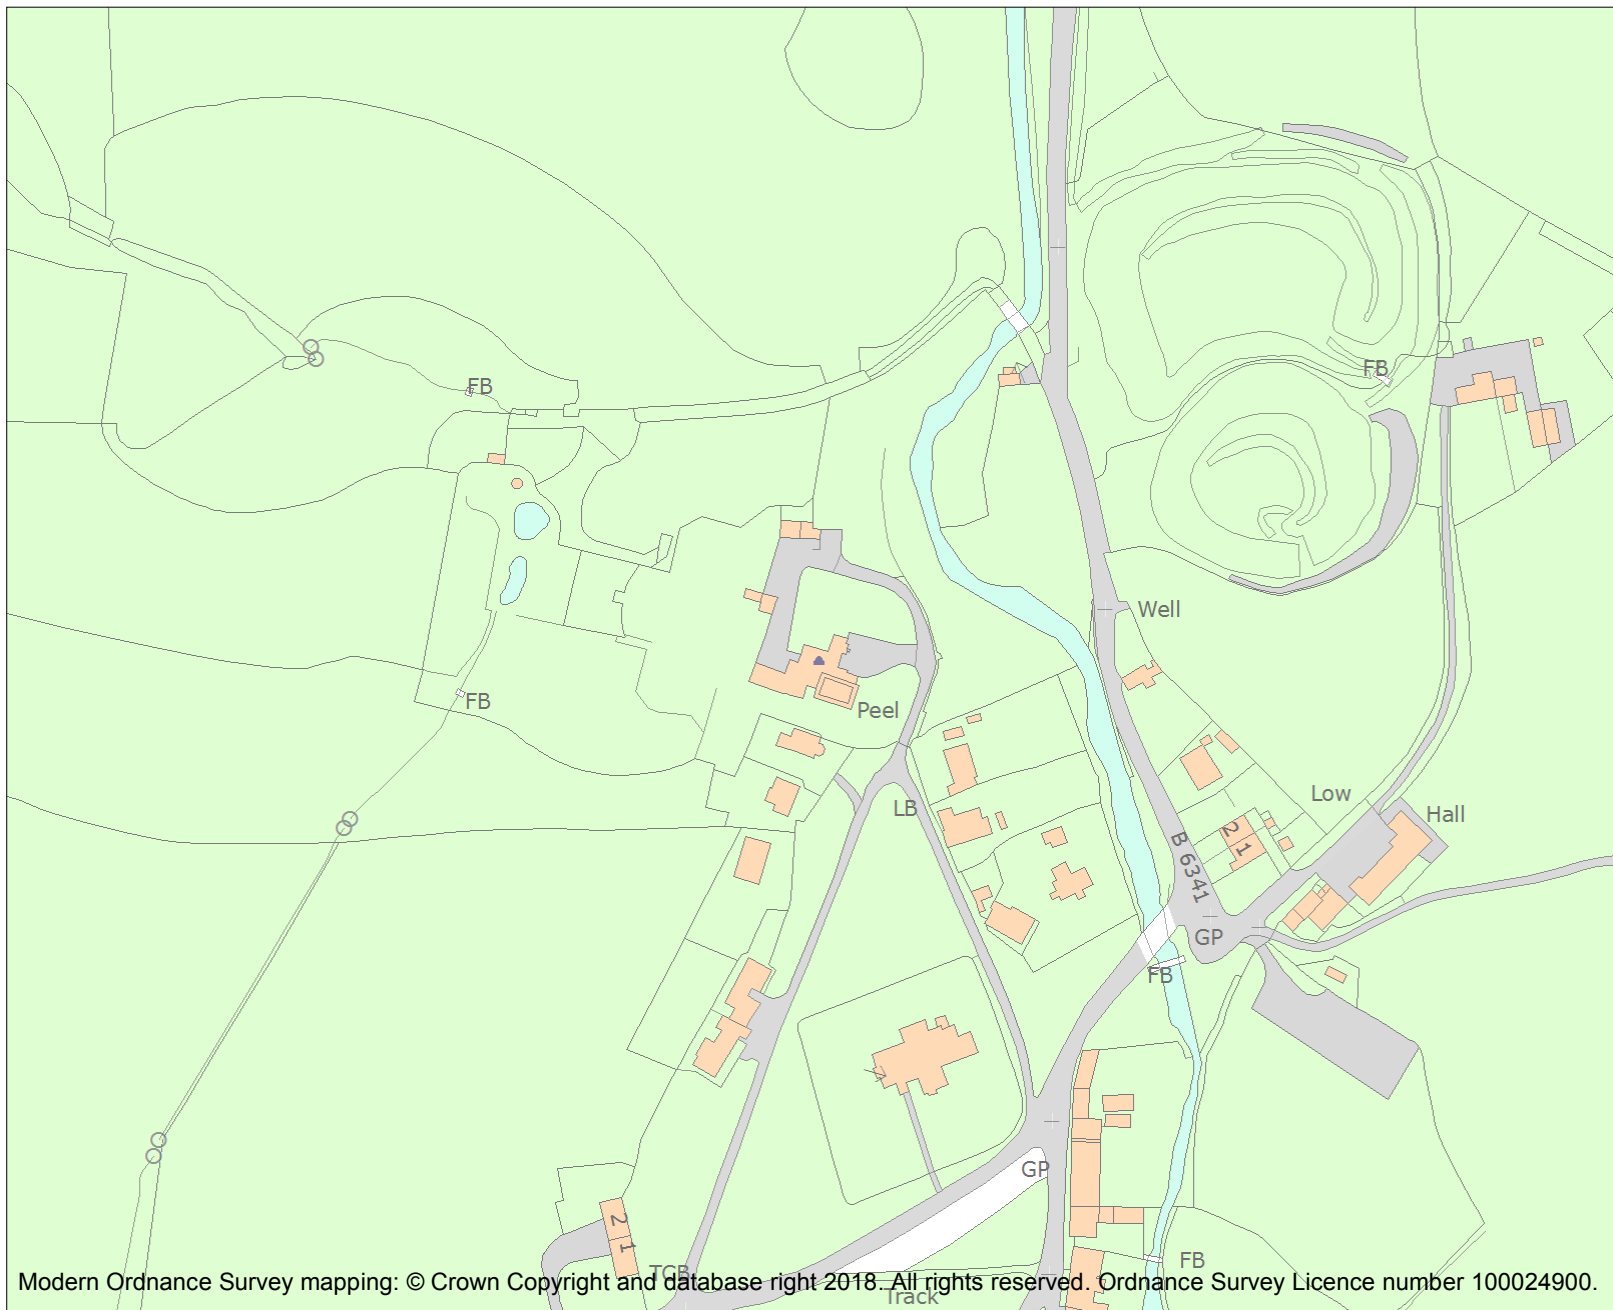 FB
FB
Well
FB
Peel
Low
LB
Hall
2
1
B 6341
GP
FB
GP
2
1
FB
TCB
Modern Ordnance Survey mapping: © Crown Copyright and database right 2018. All rights reserved. Ordnance Survey Licence number 100024900.
Track